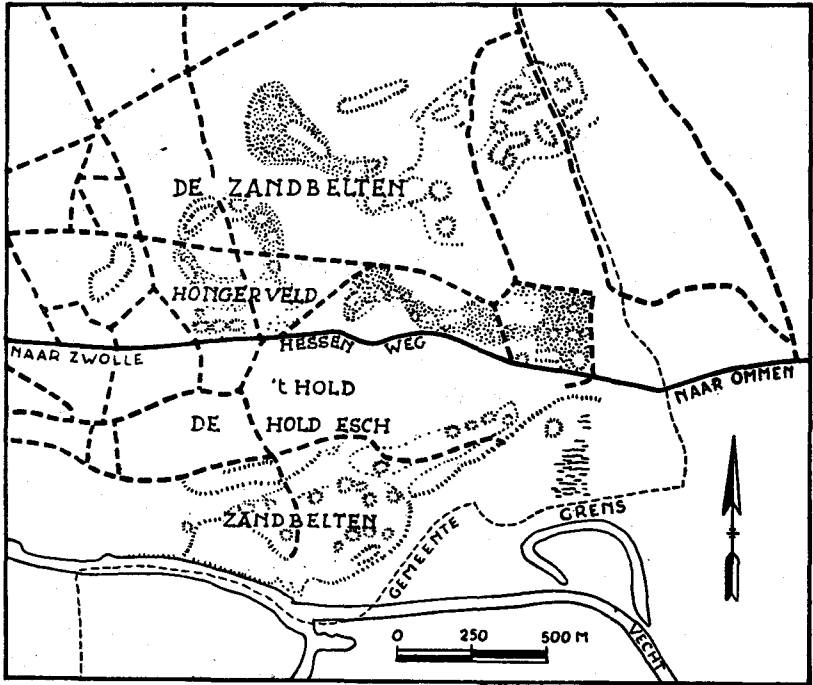 DE ZANDBELTEN
HONGERVELD
HESSEN WEG
NAAR ZWOLLE
NAAR OMMEN
't HOLD
DE HOLD ESCH
ZANDBELTEN
GEMEENTE GRENS
VECHT
0 250 500 M